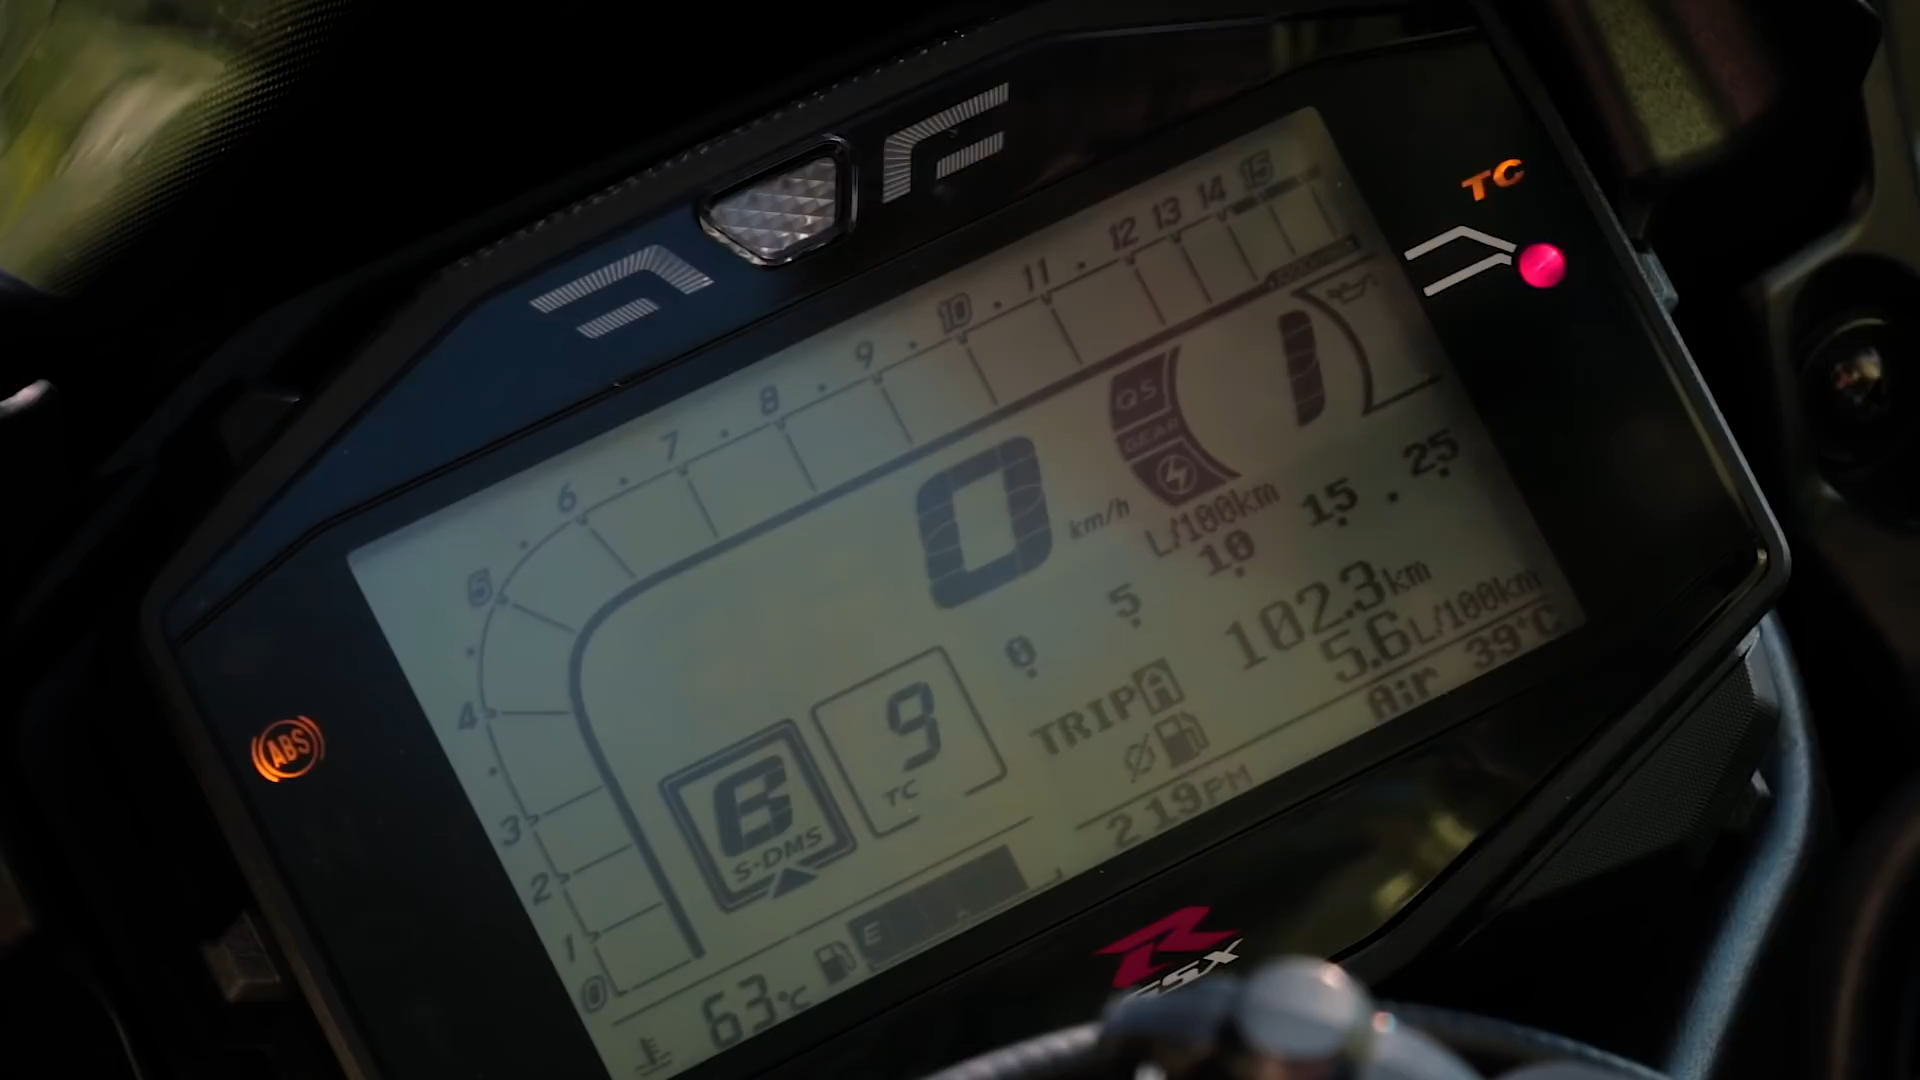 TC
0 1 2 3 4 5 6 7 8 9 10 11 12 13 14 15
QS
GEAR
1
0 km/h
L/100km
0 5 10 15 25
ABS
B
S-DMS
9
TC
TRIP A 102.3km
5.6L/100km
2 19PM
Air 39°C
E
63°C
R
GSX